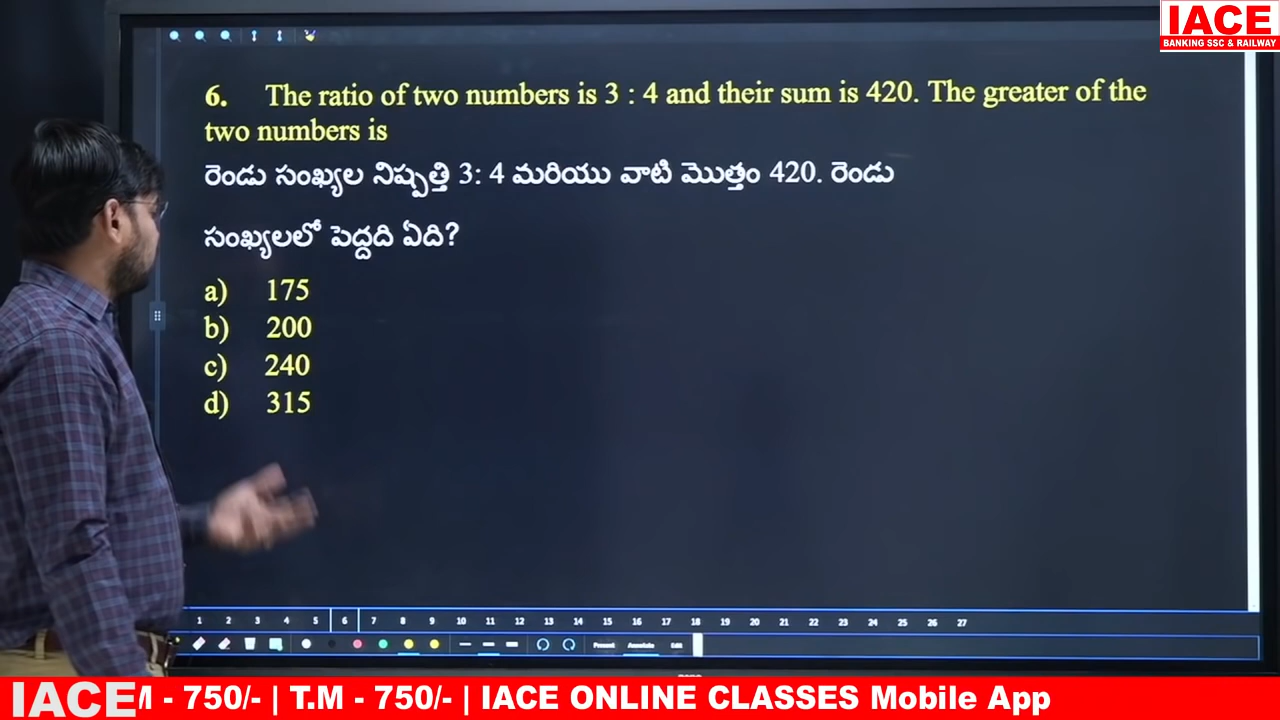 IACE
BANKING SSC & RAILWAY
6. The ratio of two numbers is 3 : 4 and their sum is 420. The greater of the
two numbers is
రెండు సంఖ్యల నిష్పత్తి 3: 4 మరియు వాటి మొత్తం 420. రెండు
సంఖ్యలలో పెద్దది ఏది?
a) 175
b) 200
c) 240
d) 315
1 2 3 4 5 6 7 8 9 10 11 12 13 14 15 16 17 18 19 20 21 22 23 24 25 26 27
Present Annotate Edit
IACE M - 750/- | T.M - 750/- | IACE ONLINE CLASSES Mobile App